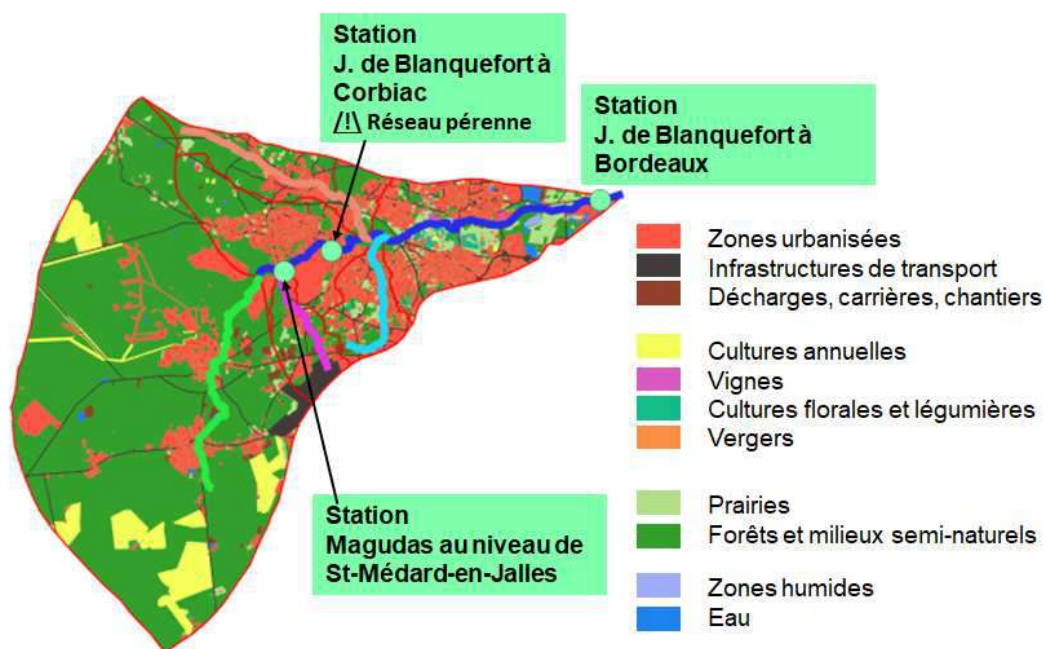 Station
J. de Blanquefort à
Corbiac
/!\ Réseau pérenne
Station
J. de Blanquefort à
Bordeaux
Zones urbanisées
Infrastructures de transport
Décharges, carrières, chantiers
Cultures annuelles
Vignes
Cultures florales et légumières
Vergers
Prairies
Forêts et milieux semi-naturels
Zones humides
Eau
Station
Magudas au niveau de
St-Médard-en-Jalles